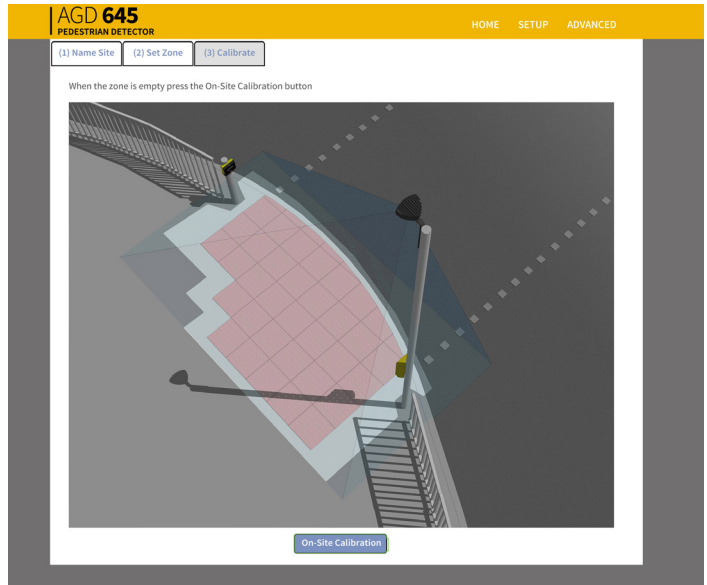 AGD 645
PEDESTRIAN DETECTOR
HOME SETUP ADVANCED
(1) Name Site (2) Set Zone (3) Calibrate
When the zone is empty press the On-Site Calibration button
On-Site Calibration